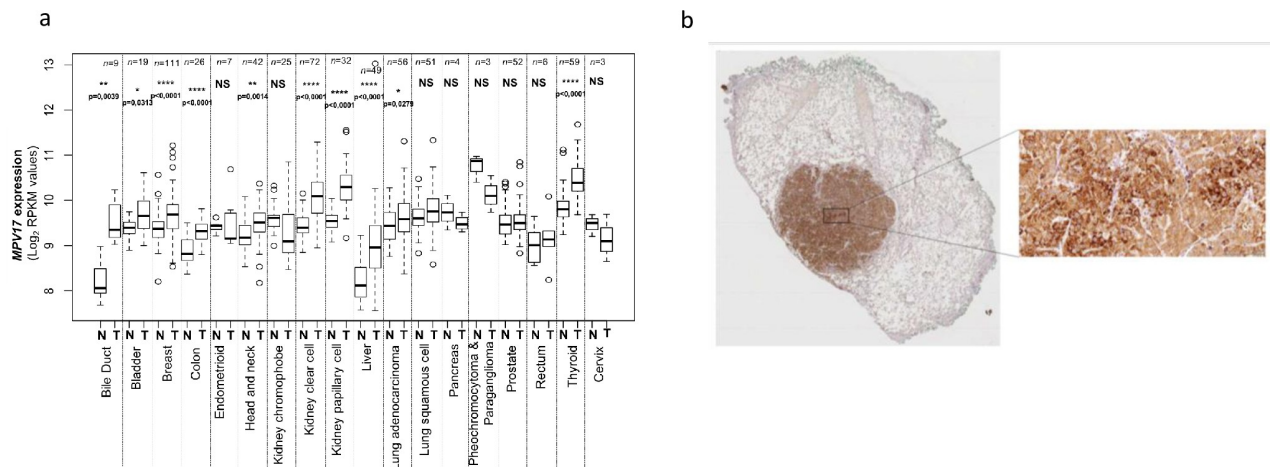 a
b
n=9 n=19 n=111 n=26 n=7 n=42 n=25 n=72 n=32 n=49 n=56 n=51 n=4 n=3 n=52 n=6 n=59 n=3
** * **** **** NS ** NS **** **** **** * NS NS NS NS NS **** NS
p=0,0039 p=0,0313 p<0,0001 p<0,0001 p=0,0014 p<0,0001 p<0,0001 p<0,0001 p=0,0279 p<0,0001
13
12
11
10
9
8
MPV17 expression
(Log2 RPKM values)
N T N T N T N T N T N T N T N T N T N T N T N T N T N T N T N T N T N T
Bile Duct
Bladder
Breast
Colon
Endometrioid
Head and neck
Kidney chromophobe
Kidney clear cell
Kidney papillary cell
Liver
Lung adenocarcinoma
Lung squamous cell
Pancreas
Pheochromocytoma &
Paraganglioma
Prostate
Rectum
Thyroid
Cervix